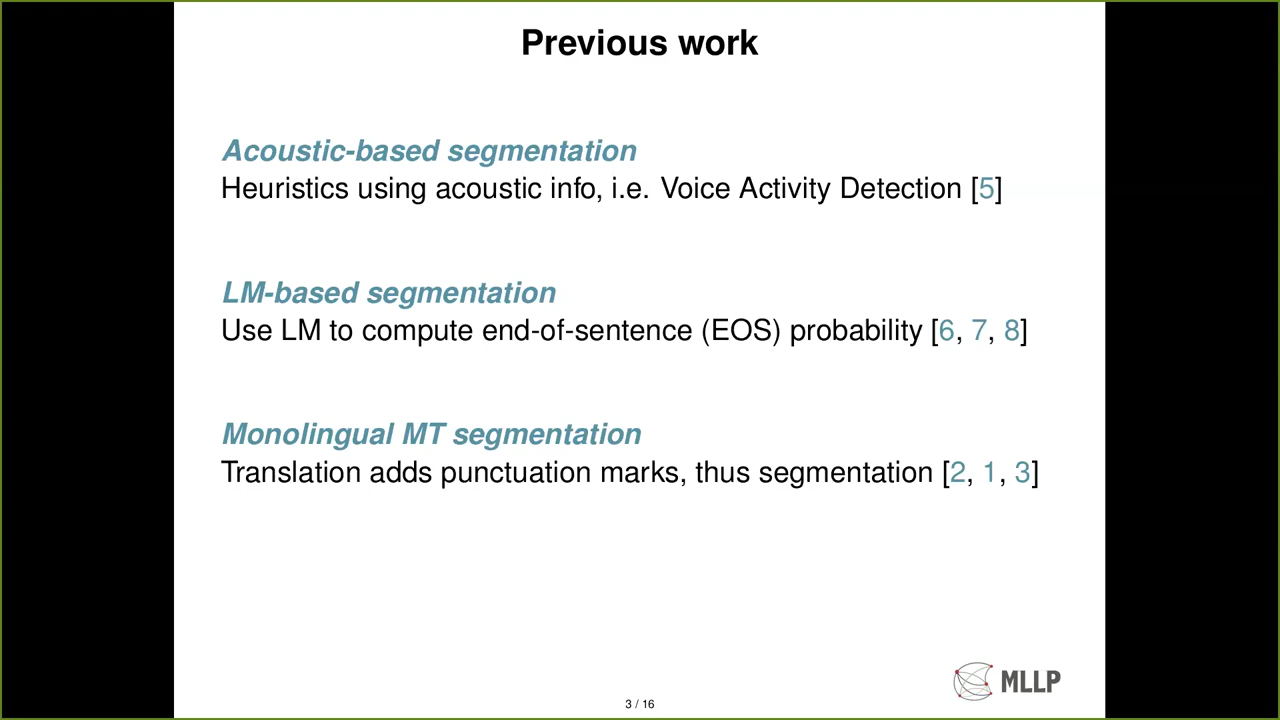 Previous work
Acoustic-based segmentation
Heuristics using acoustic info, i.e. Voice Activity Detection [5]
LM-based segmentation
Use LM to compute end-of-sentence (EOS) probability [6, 7, 8]
Monolingual MT segmentation
Translation adds punctuation marks, thus segmentation [2, 1, 3]
MLLP
3 / 16